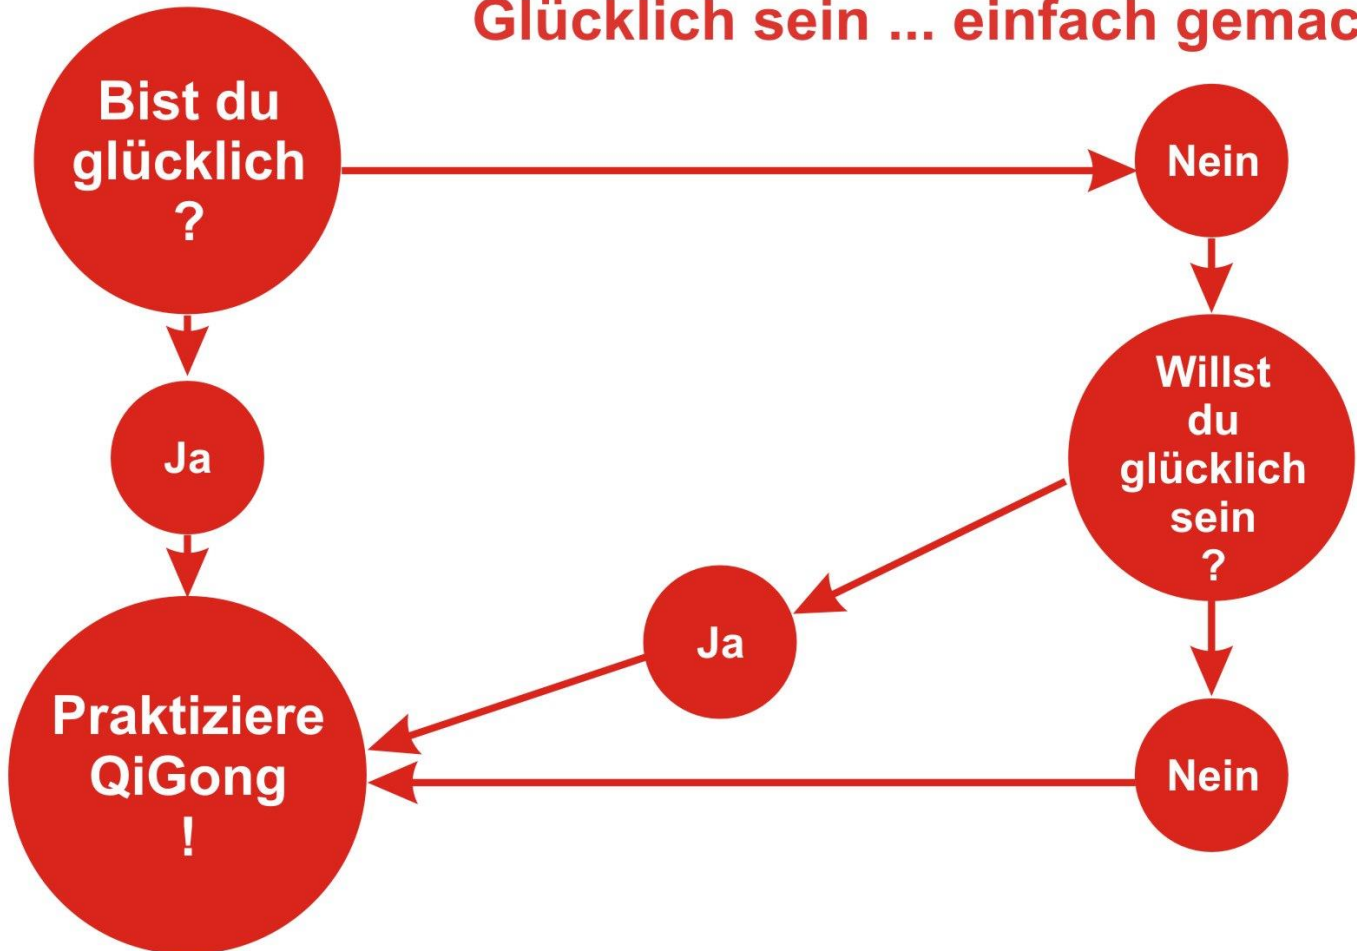 Glücklich sein ... einfach gemac
Bist du
glücklich
?
Nein
Ja
Willst
du
glücklich
sein
?
Ja
Nein
Praktiziere
QiGong
!